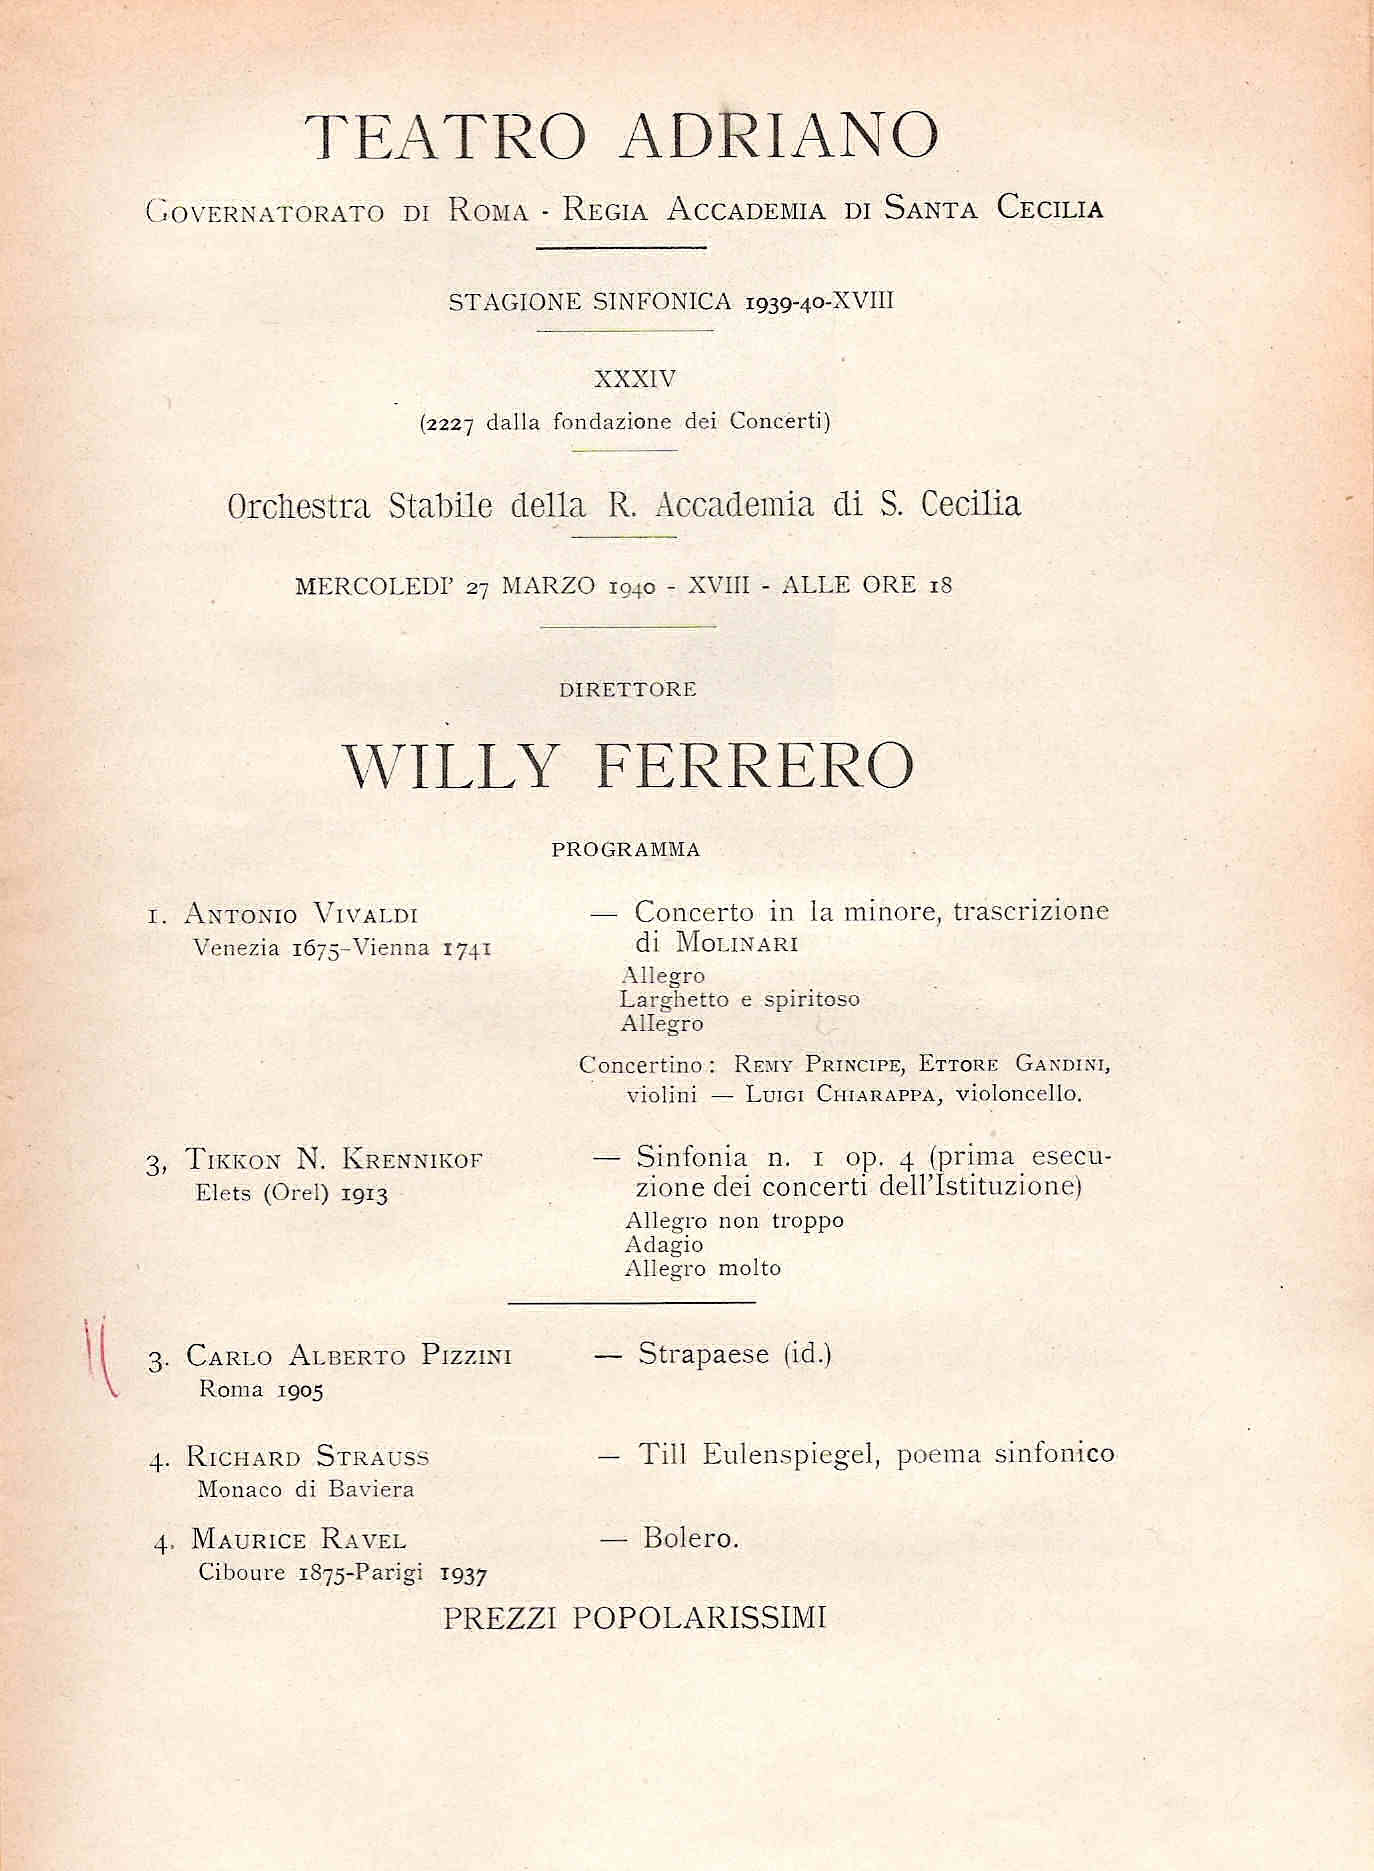 TEATRO ADRIANO
GOVERNATORATO DI ROMA - REGIA ACCADEMIA DI SANTA CECILIA
STAGIONE SINFONICA 1939-40-XVIII
XXXIV
(2227 dalla fondazione dei Concerti)
Orchestra Stabile della R. Accademia di S. Cecilia
MERCOLEDI' 27 MARZO 1940 - XVIII - ALLE ORE 18
DIRETTORE
WILLY FERRERO
PROGRAMMA
1. ANTONIO VIVALDI — Concerto in la minore, trascrizione
Venezia 1675-Vienna 1741 di MOLINARI
Allegro
Larghetto e spiritoso
Allegro
Concertino: REMY PRINCIPE, ETTORE GANDINI,
violini — LUIGI CHIARAPPA, violoncello.
3, TIKKON N. KRENNIKOF — Sinfonia n. 1 op. 4 (prima esecu-
Elets (Orel) 1913 zione dei concerti dell'Istituzione)
Allegro non troppo
Adagio
Allegro molto
3. CARLO ALBERTO PIZZINI — Strapaese (id.)
Roma 1905
4. RICHARD STRAUSS — Till Eulenspiegel, poema sinfonico
Monaco di Baviera
4. MAURICE RAVEL — Bolero.
Ciboure 1875-Parigi 1937
PREZZI POPOLARISSIMI